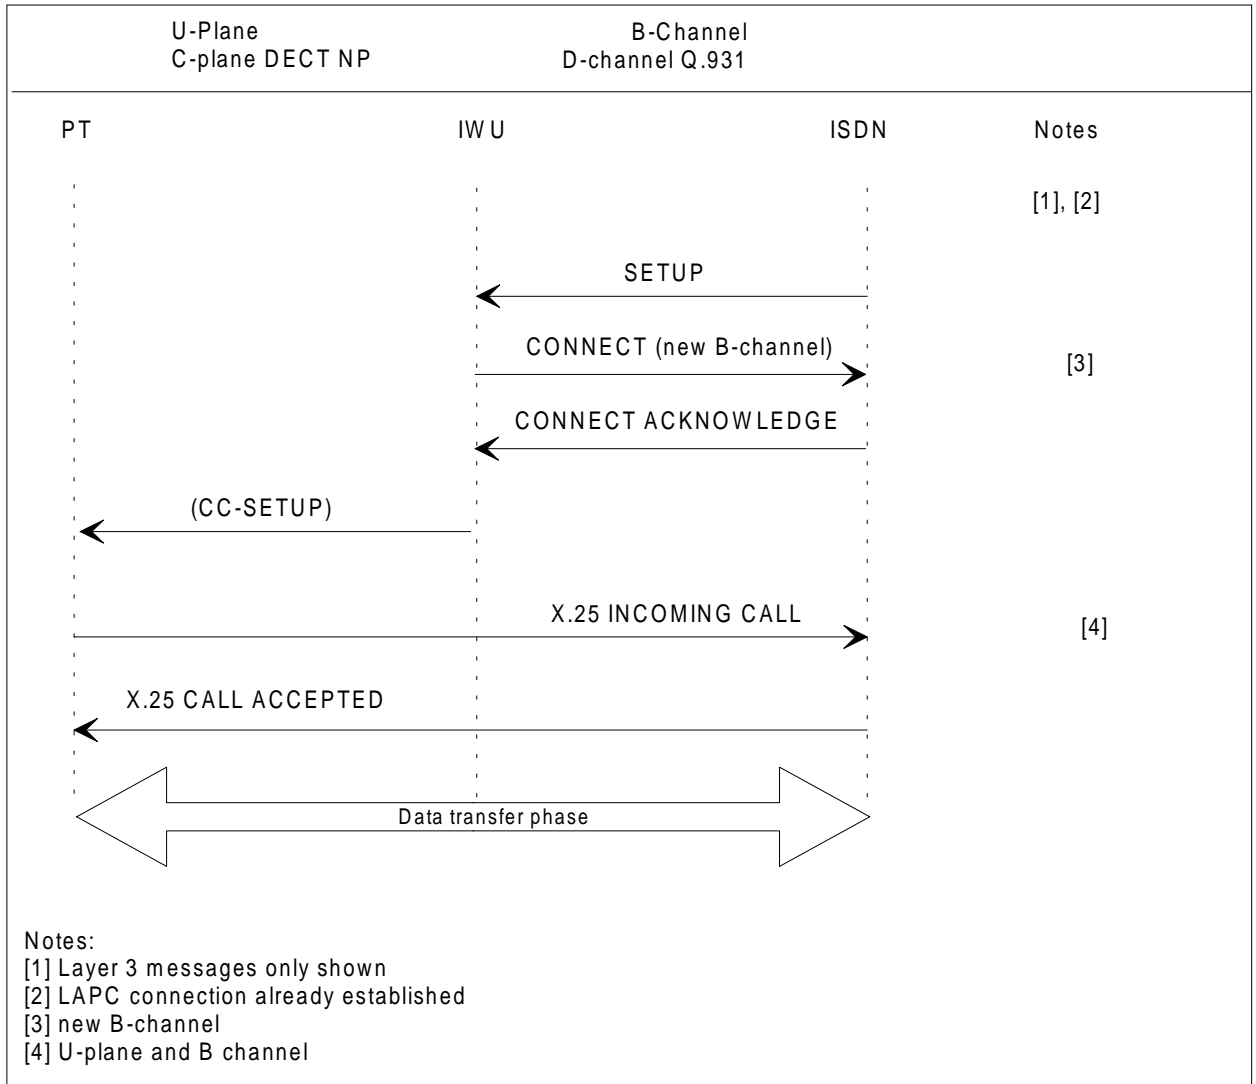 U-Plane B-Channel
C-plane DECT NP D-channel Q.931
PT IWU ISDN Notes
[1], [2]
SETUP
CONNECT (new B-channel)
[3]
CONNECT ACKNOWLEDGE
(CC-SETUP)
X.25 INCOMING CALL
[4]
X.25 CALL ACCEPTED
Data transfer phase
Notes:
[1] Layer 3 messages only shown
[2] LAPC connection already established
[3] new B-channel
[4] U-plane and B channel